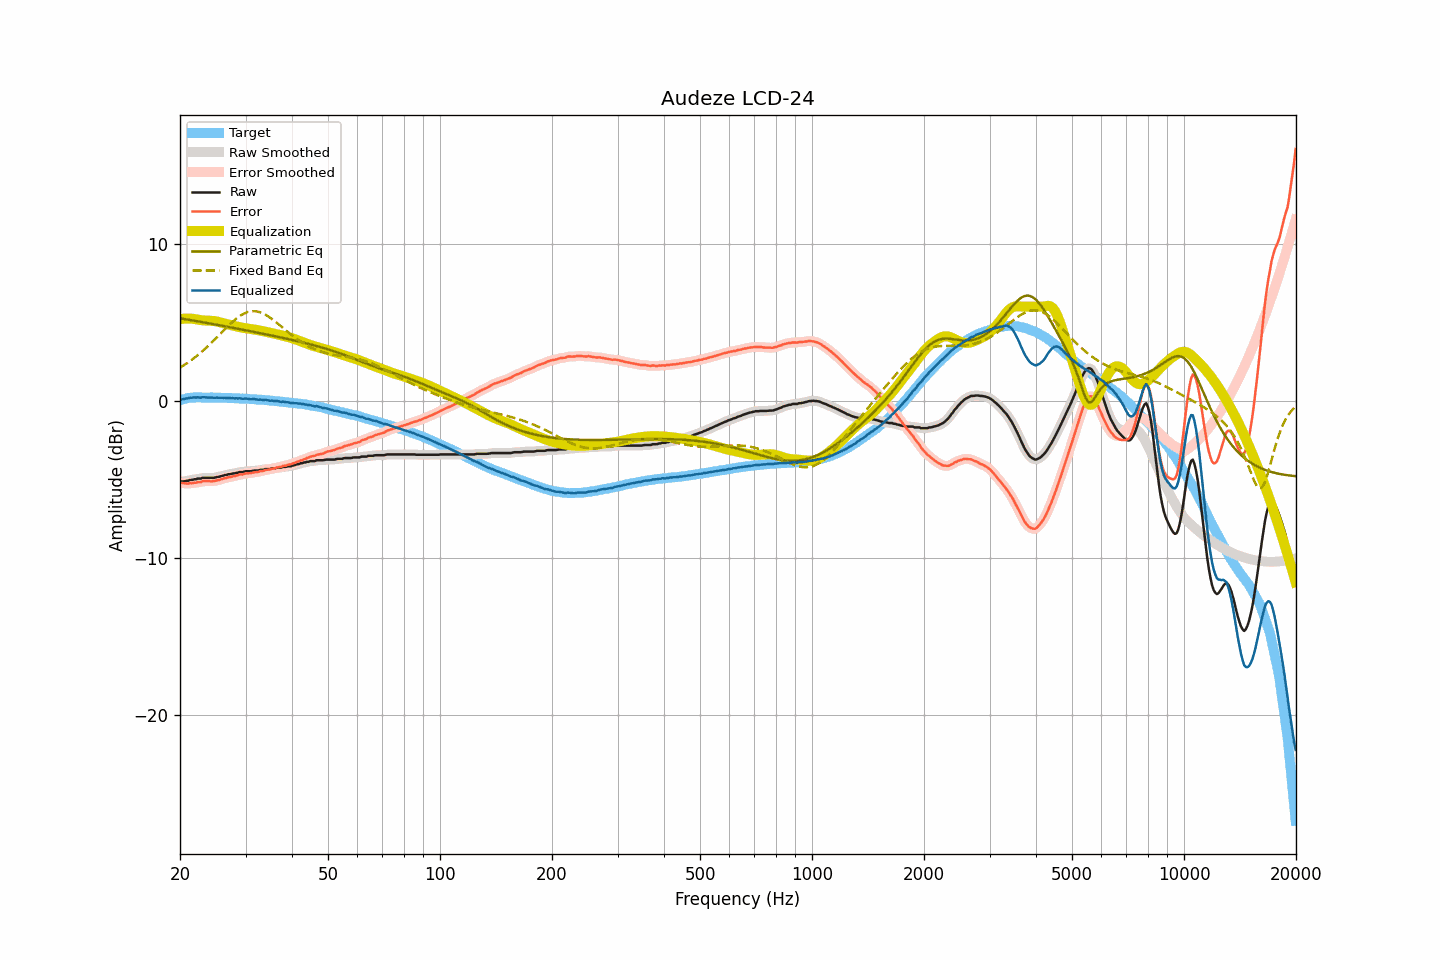 Audeze LCD-24
Target
Raw Smoothed
Error Smoothed
Raw
Error
Equalization
Parametric Eq
Fixed Band Eq
Equalized
10
0
−10
−20
Amplitude (dBr)
20 50 100 200 500 1000 2000 5000 10000 20000
Frequency (Hz)